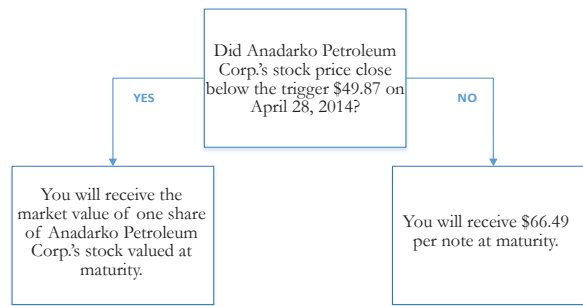 Did Anadarko Petroleum
Corp.'s stock price close
below the trigger $49.87 on
April 28, 2014?
YES
NO
You will receive the
market value of one share
of Anadarko Petroleum
Corp.'s stock valued at
maturity.
You will receive $66.49
per note at maturity.